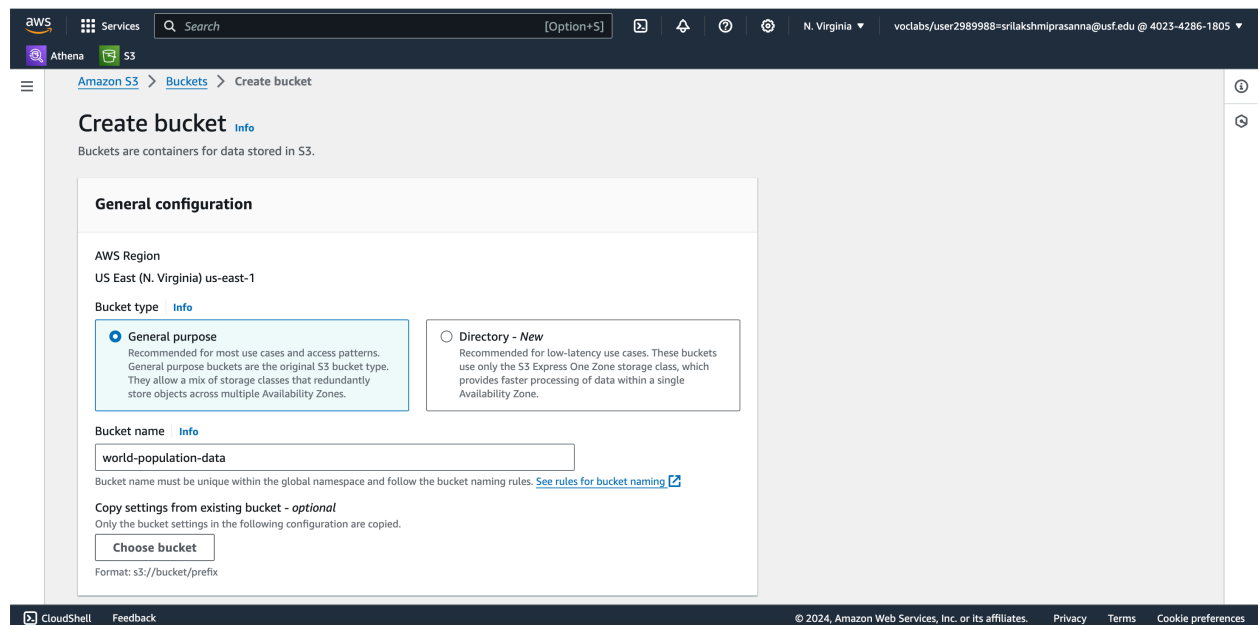 aws Services Search [Option+S] N. Virginia ▼ voclabs/user2989988=srilakshmiprasanna@usf.edu @ 4023-4286-1805 ▼
Athena S3
Amazon S3 > Buckets > Create bucket
Create bucket Info
Buckets are containers for data stored in S3.
General configuration
AWS Region
US East (N. Virginia) us-east-1
Bucket type Info
General purpose
Recommended for most use cases and access patterns.
General purpose buckets are the original S3 bucket type.
They allow a mix of storage classes that redundantly
store objects across multiple Availability Zones.
Directory - New
Recommended for low-latency use cases. These buckets
use only the S3 Express One Zone storage class, which
provides faster processing of data within a single
Availability Zone.
Bucket name Info
world-population-data
Bucket name must be unique within the global namespace and follow the bucket naming rules. See rules for bucket naming
Copy settings from existing bucket - optional
Only the bucket settings in the following configuration are copied.
Choose bucket
Format: s3://bucket/prefix
CloudShell Feedback © 2024, Amazon Web Services, Inc. or its affiliates. Privacy Terms Cookie preferences